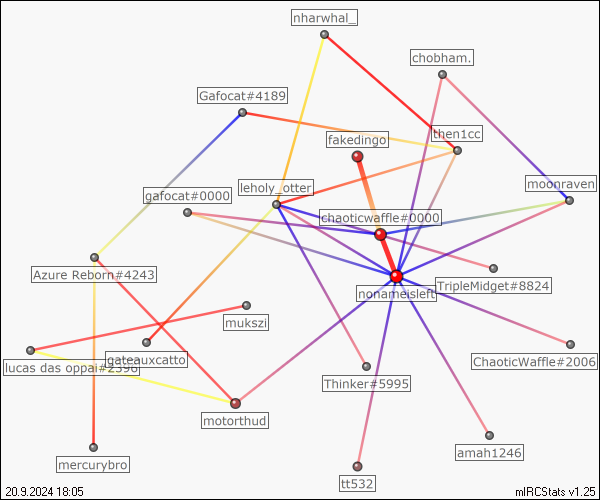 nharwhal_
chobham.
Gafocat#4189
then1cc
fakedingo
leholy_otter
moonraven
gafocat#0000
chaoticwaffle#0000
Azure Reborn#4243
TripleMidget#8824
nonameisleft
mukszi
gateauxcatto
lucas das oppai#2396
ChaoticWaffle#2006
Thinker#5995
motorthud
amah1246
mercurybro
tt532
20.9.2024 18:05
mIRCStats v1.25